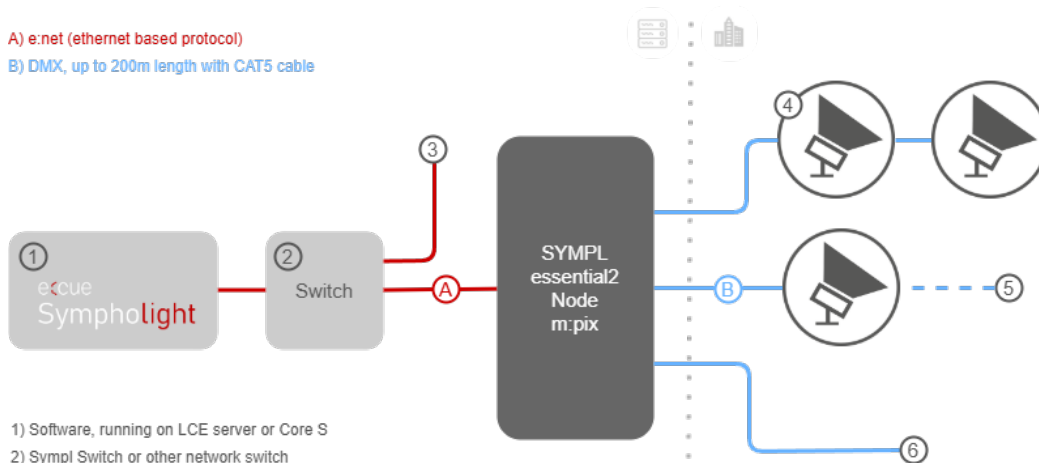 A) e:net (ethernet based protocol)
B) DMX, up to 200m length with CAT5 cable
4
3
1
2
e:cue
Sympholight
Switch
A
SYMPL
essential2
Node
m:pix
B
5
6
1) Software, running on LCE server or Core S
2) Sympl Switch or other network switch